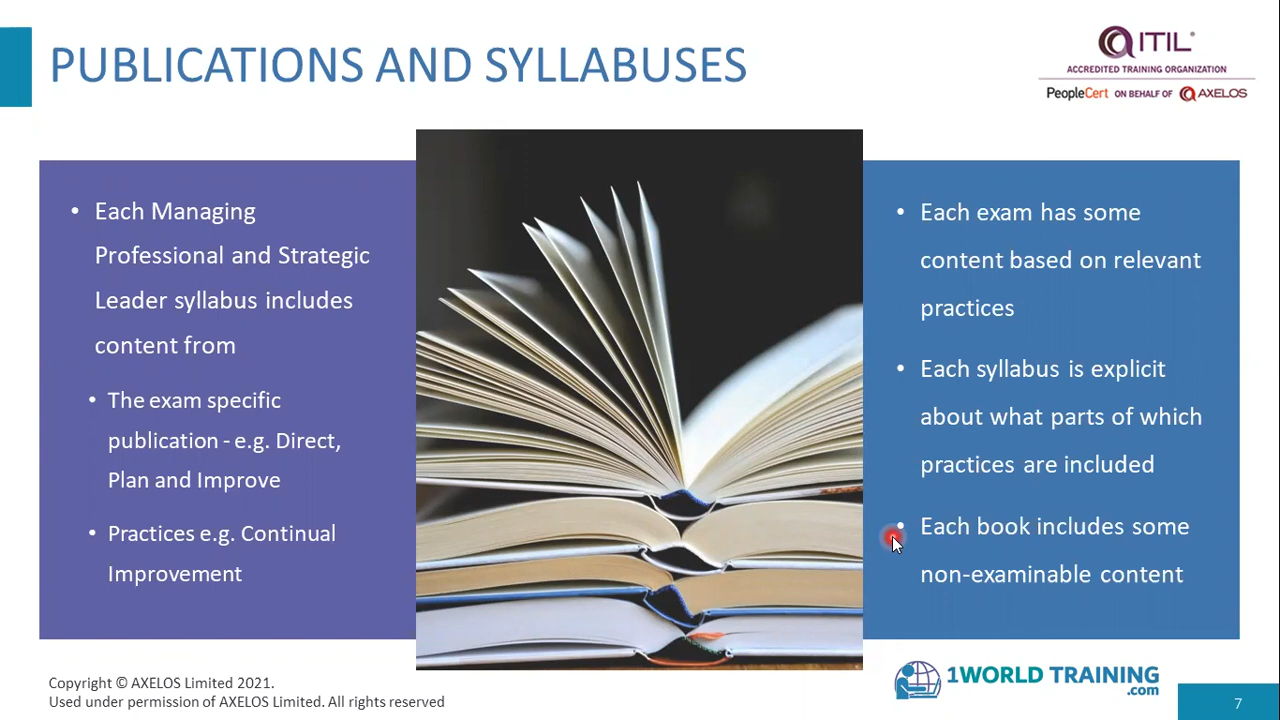 PUBLICATIONS AND SYLLABUSES
ITIL®
ACCREDITED TRAINING ORGANIZATION
PeopleCert ON BEHALF OF AXELOS
• Each Managing
Professional and Strategic
Leader syllabus includes
content from
• The exam specific
publication - e.g. Direct,
Plan and Improve
• Practices e.g. Continual
Improvement
• Each exam has some
content based on relevant
practices
• Each syllabus is explicit
about what parts of which
practices are included
• Each book includes some
non-examinable content
Copyright © AXELOS Limited 2021.
Used under permission of AXELOS Limited. All rights reserved
1WORLD TRAINING
.com
7